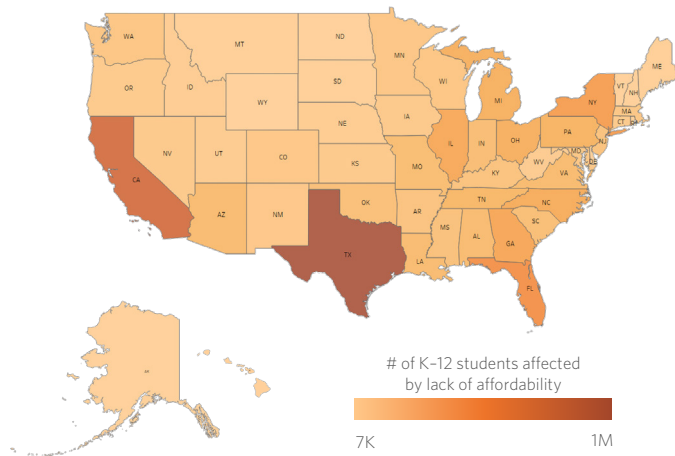 WA
MT
ND
MN
ME
OR
ID
SD
WI
VT
NH
NY
MA
WY
MI
CT
IA
PA
NE
NJ
NV
UT
IL
IN
OH
MD
DE
CO
WV
KS
MO
VA
CA
KY
NC
TN
OK
AZ
NM
AR
SC
MS
AL
GA
TX
LA
FL
# of K–12 students affected
by lack of affordability
7K 1M